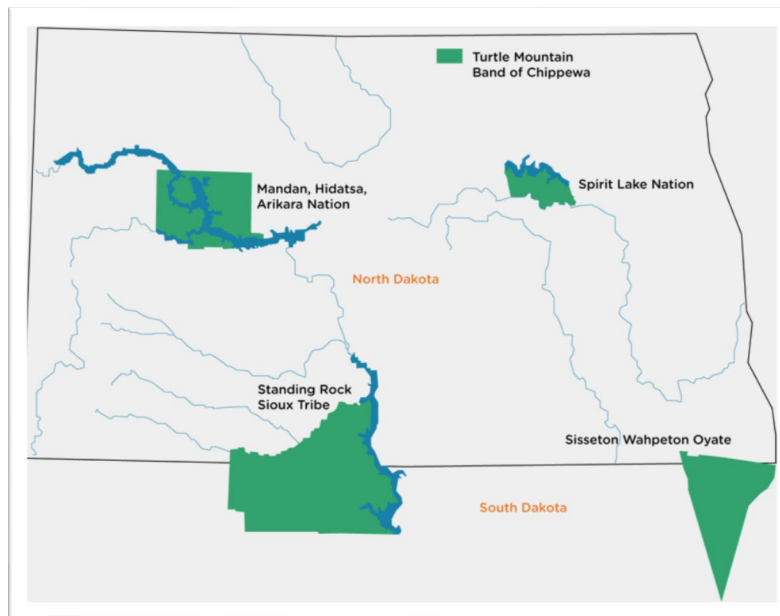 Turtle Mountain
Band of Chippewa
Mandan, Hidatsa,
Arikara Nation
Spirit Lake Nation
North Dakota
Standing Rock
Sioux Tribe
Sisseton Wahpeton Oyate
South Dakota